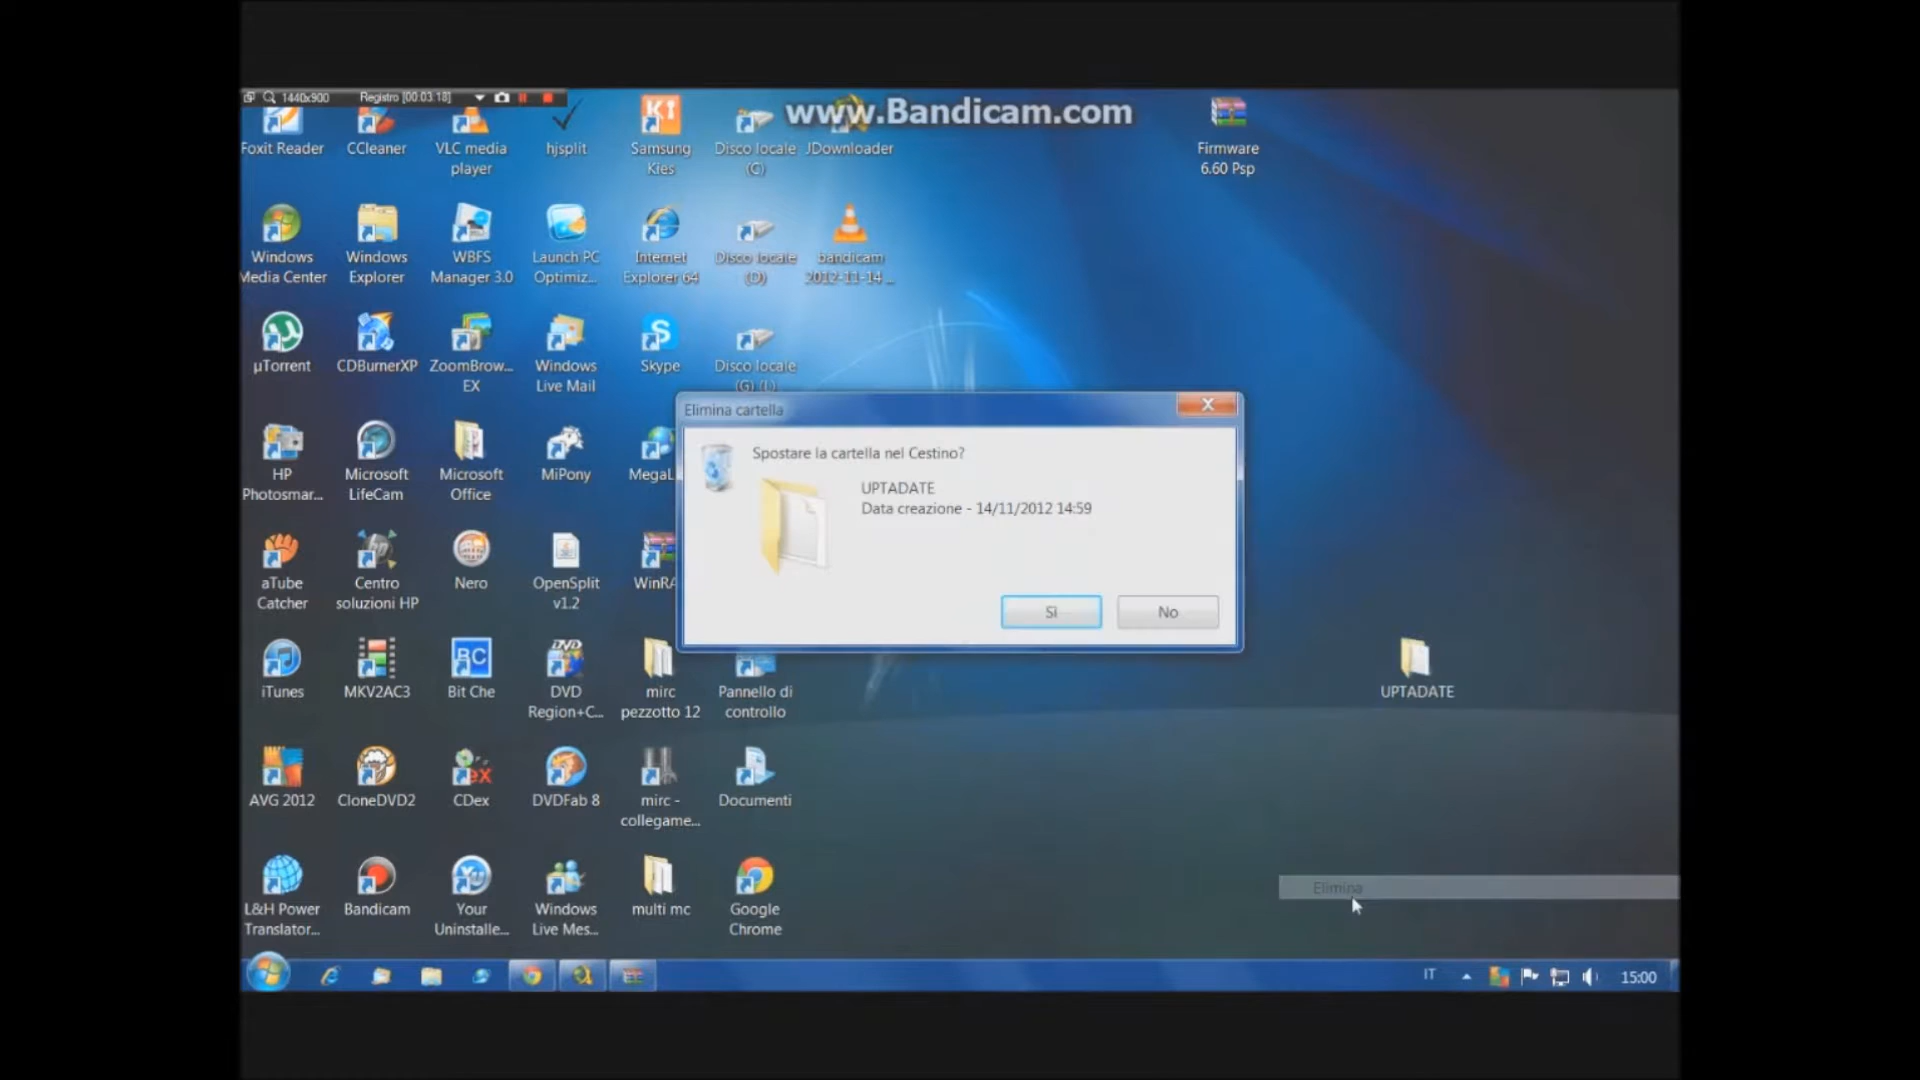 1440x900 Registro [00:03:18]
www.Bandicam.com
Foxit Reader
CCleaner
VLC media
player
hjsplit
Samsung
Kies
Disco locale
(C)
JDownloader
Firmware
6.60 Psp
Windows
Media Center
Windows
Explorer
WBFS
Manager 3.0
Launch PC
Optimiz...
Internet
Explorer 64
Disco locale
(D)
bandicam
2012-11-14 ...
µTorrent
CDBurnerXP
ZoomBrow...
EX
Windows
Live Mail
Skype
Disco locale
(G) (L)
HP
Photosmar...
Microsoft
LifeCam
Microsoft
Office
MiPony
MegaL
Elimina cartella
Spostare la cartella nel Cestino?
UPTADATE
Data creazione - 14/11/2012 14:59
Sì
No
aTube
Catcher
Centro
soluzioni HP
Nero
OpenSplit
v1.2
WinRA
iTunes
MKV2AC3
Bit Che
DVD
Region+C...
mirc
pezzotto 12
Pannello di
controllo
UPTADATE
AVG 2012
CloneDVD2
CDex
DVDFab 8
mirc -
collegame...
Documenti
Elimina
L&H Power
Translator...
Bandicam
Your
Uninstalle...
Windows
Live Mes...
multi mc
Google
Chrome
IT
15:00